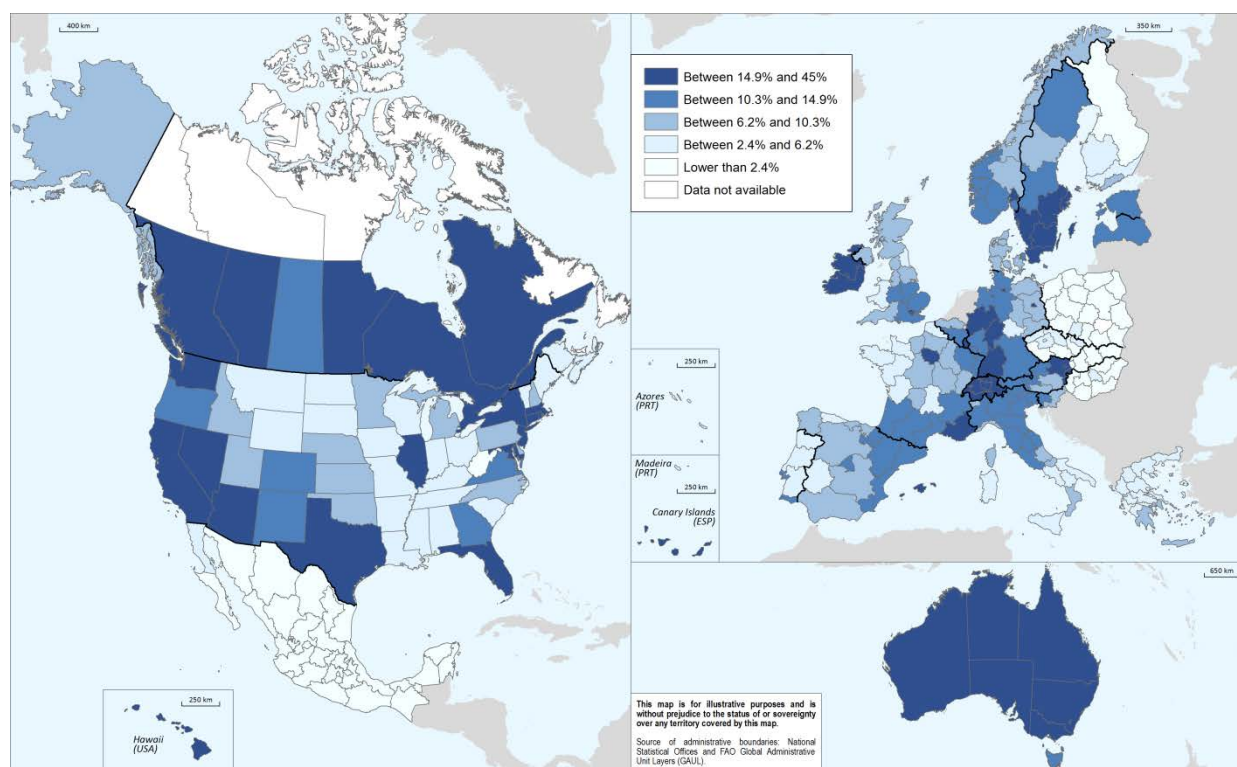 400 km
350 km
Between 14.9% and 45%
Between 10.3% and 14.9%
Between 6.2% and 10.3%
Between 2.4% and 6.2%
Lower than 2.4%
Data not available
250 km
Azores
(PRT)
Madeira
(PRT)
250 km
Canary Islands
(ESP)
650 km
250 km
Hawaii
(USA)
This map is for illustrative purposes and is
without prejudice to the status of or sovereignty
over any territory covered by this map.
Source of administrative boundaries: National
Statistical Offices and FAO Global Administrative
Unit Layers (GAUL).